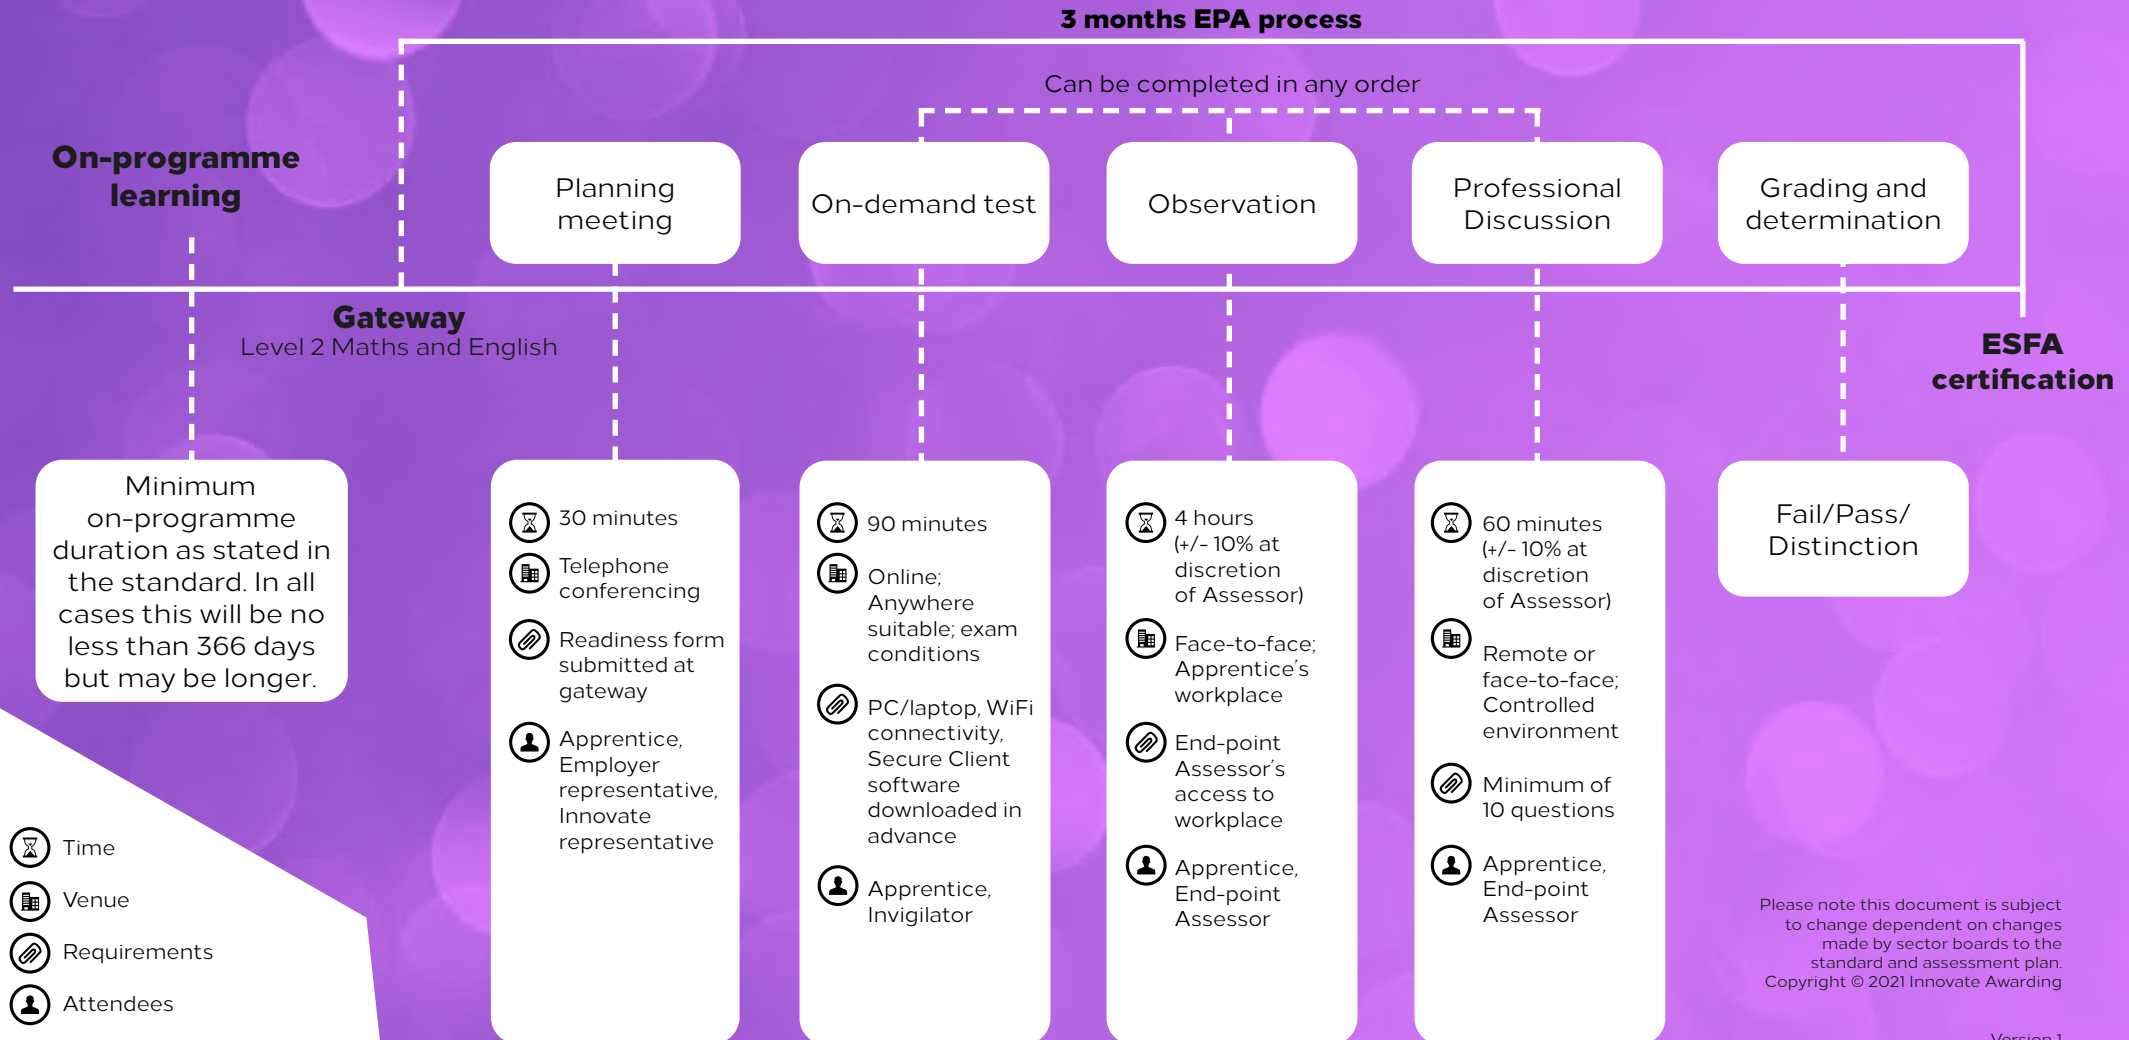 3 months EPA process
Can be completed in any order
On-programme
learning
Planning
meeting
On-demand test
Observation
Professional
Discussion
Grading and
determination
Gateway
Level 2 Maths and English
ESFA
certification
Minimum
on-programme
duration as stated in
the standard. In all
cases this will be no
less than 366 days
but may be longer.
30 minutes
Telephone
conferencing
Readiness form
submitted at
gateway
Apprentice,
Employer
representative,
Innovate
representative
90 minutes
Online;
Anywhere
suitable; exam
conditions
PC/laptop, WiFi
connectivity,
Secure Client
software
downloaded in
advance
Apprentice,
Invigilator
4 hours
(+/- 10% at
discretion
of Assessor)
Face-to-face;
Apprentice's
workplace
End-point
Assessor's
access to
workplace
Apprentice,
End-point
Assessor
60 minutes
(+/- 10% at
discretion
of Assessor)
Remote or
face-to-face;
Controlled
environment
Minimum of
10 questions
Apprentice,
End-point
Assessor
Fail/Pass/
Distinction
Time
Venue
Requirements
Attendees
Please note this document is subject
to change dependent on changes
made by sector boards to the
standard and assessment plan.
Copyright © 2021 Innovate Awarding
Version 1